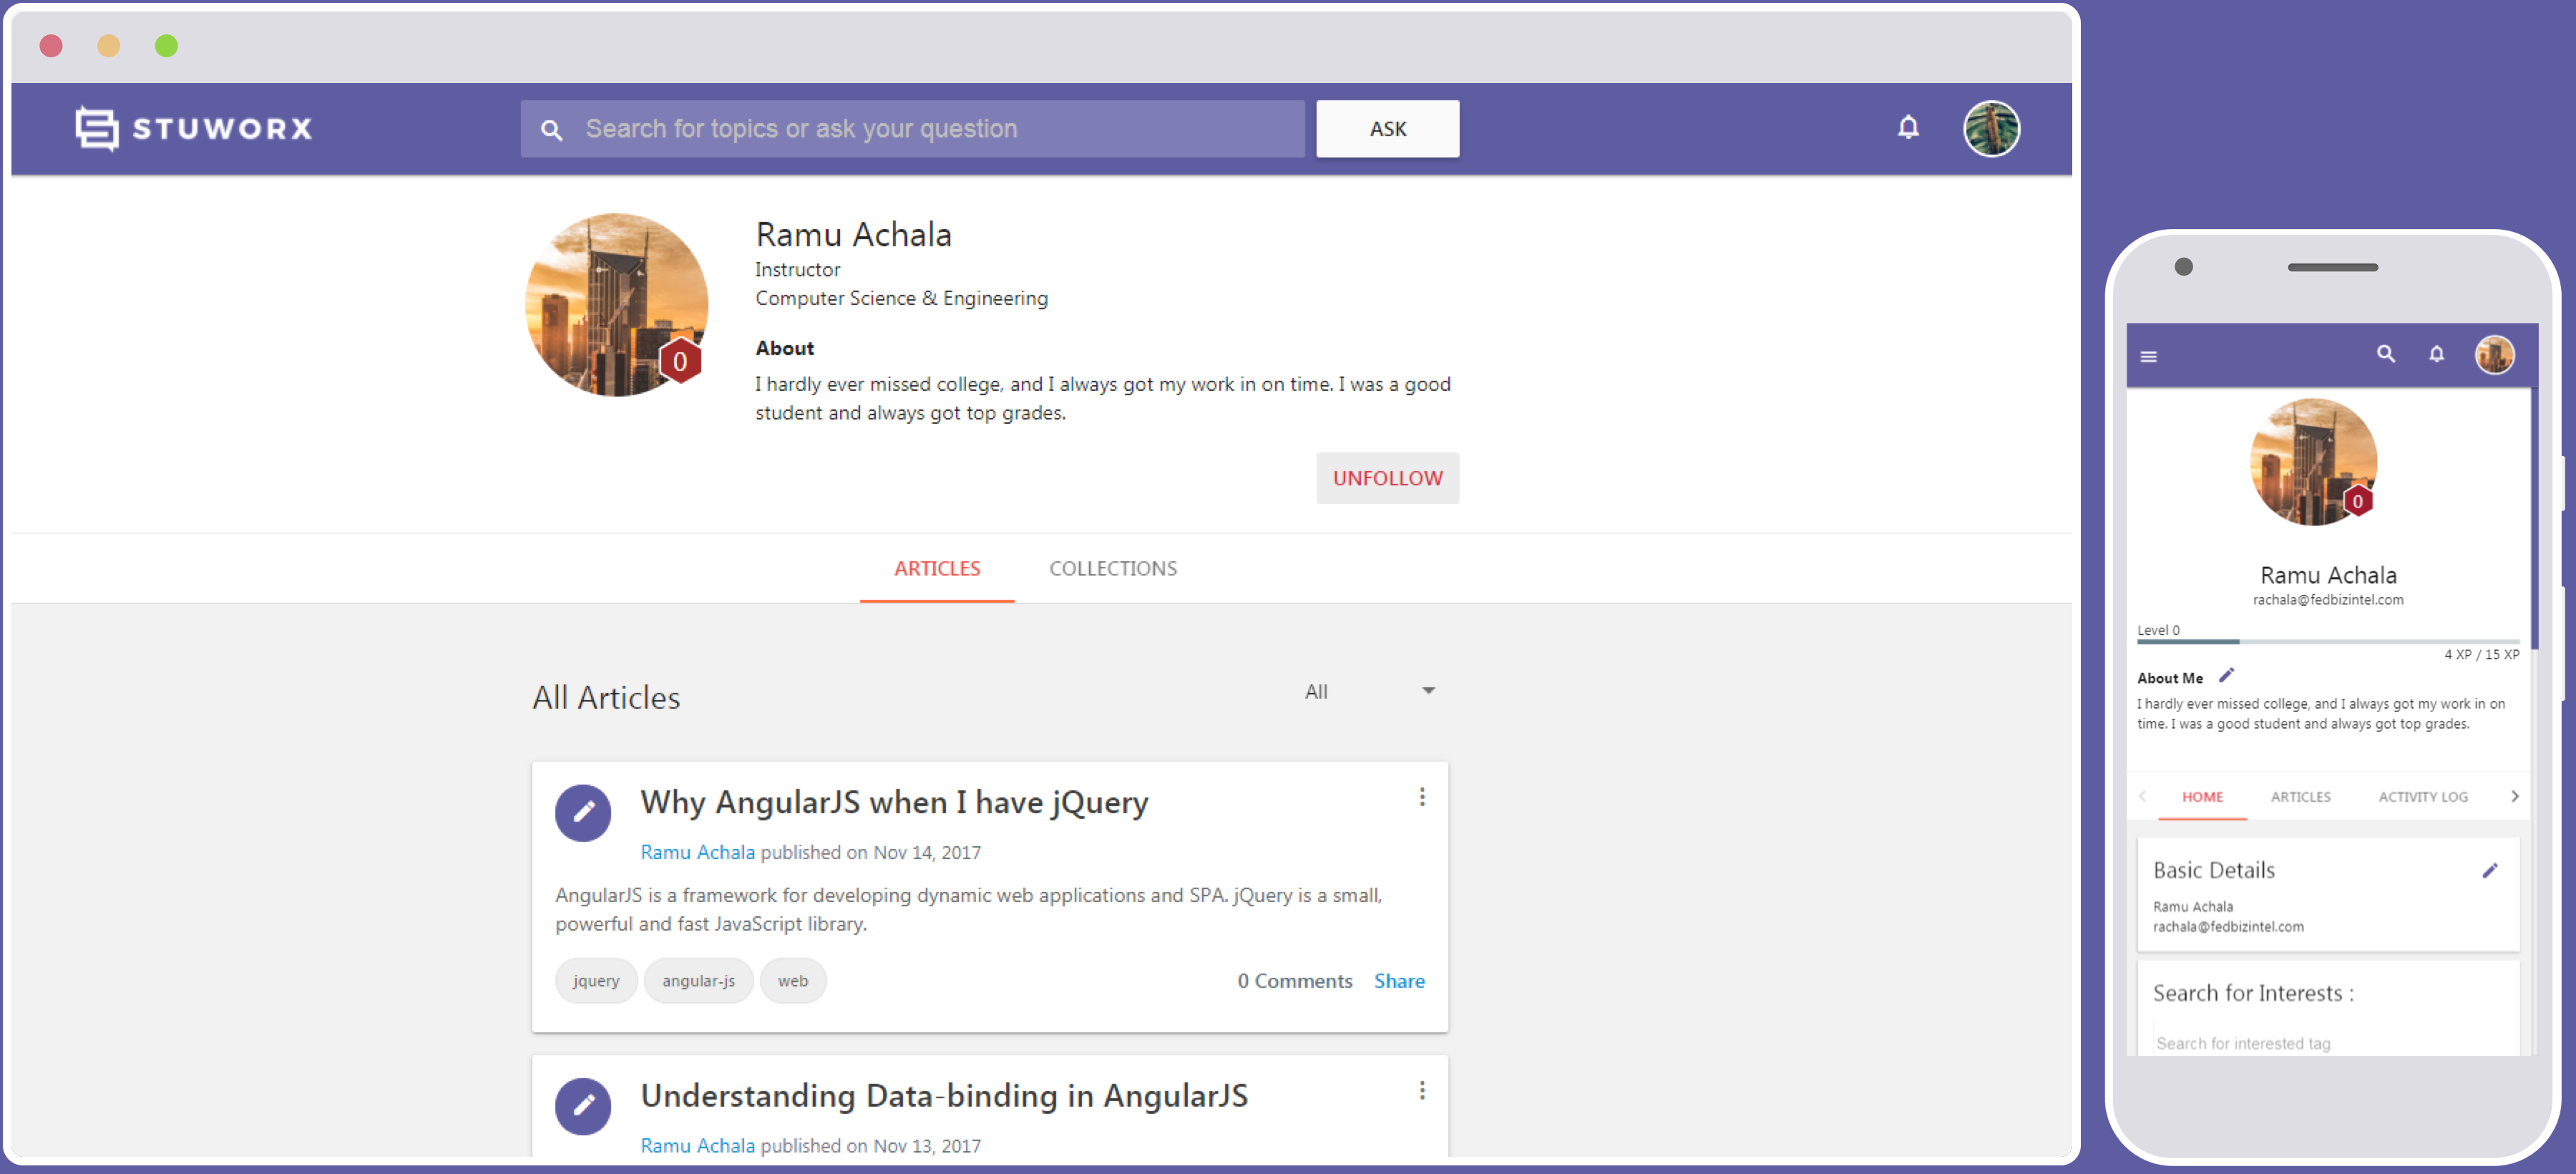 STUWORX
Search for topics or ask your question
ASK
Ramu Achala
Instructor
Computer Science & Engineering
0
About
I hardly ever missed college, and I always got my work in on time. I was a good
student and always got top grades.
UNFOLLOW
ARTICLES COLLECTIONS
All Articles
All
Why AngularJS when I have jQuery
Ramu Achala published on Nov 14, 2017
AngularJS is a framework for developing dynamic web applications and SPA. jQuery is a small,
powerful and fast JavaScript library.
jquery angular-js web
0 Comments Share
Understanding Data-binding in AngularJS
Ramu Achala published on Nov 13, 2017
0
Ramu Achala
rachala@fedbizintel.com
Level 0
4 XP / 15 XP
About Me
I hardly ever missed college, and I always got my work in on
time. I was a good student and always got top grades.
HOME ARTICLES ACTIVITY LOG
Basic Details
Ramu Achala
rachala@fedbizintel.com
Search for Interests :
Search for interested tag